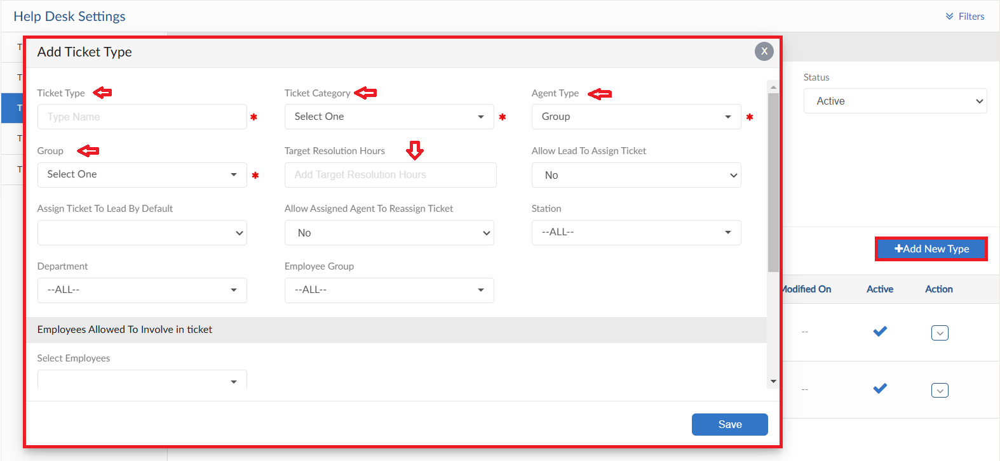 Help Desk Settings
Filters
Add Ticket Type
X
T
T
T
T
T
Ticket Type
Ticket Category
Agent Type
Type Name
*
Select One
*
Group
*
Group
Target Resolution Hours
Allow Lead To Assign Ticket
Select One
*
Add Target Resolution Hours
No
Assign Ticket To Lead By Default
Allow Assigned Agent To Reassign Ticket
Station
No
--ALL--
Department
Employee Group
--ALL--
--ALL--
Employees Allowed To Involve in ticket
Select Employees
Save
Status
Active
+Add New Type
Modified On
Active
Action
--
--